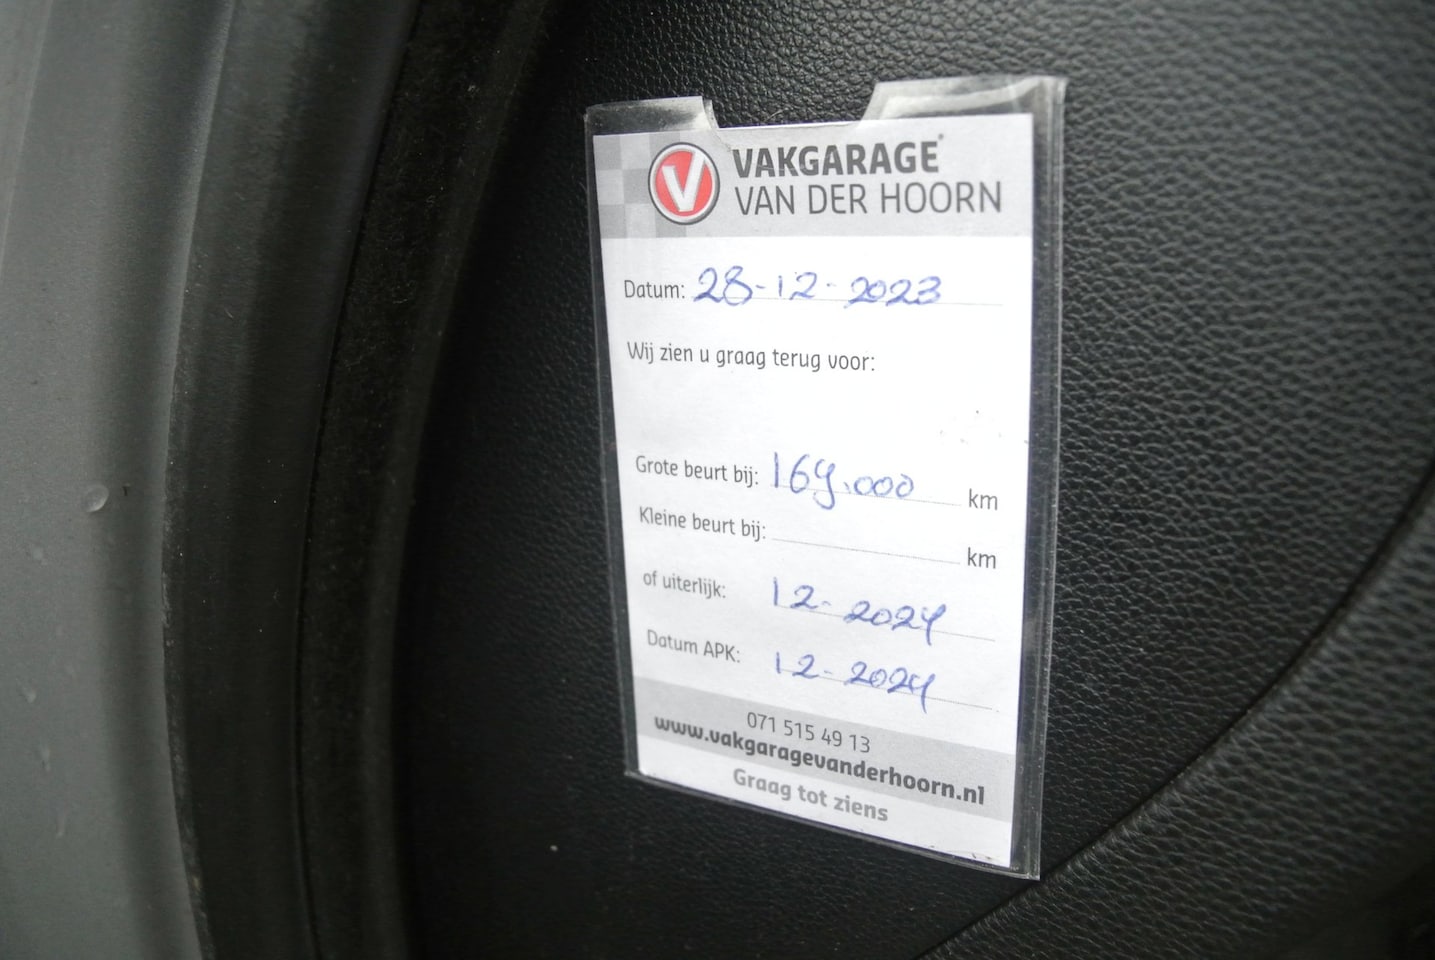 V VAKGARAGE
VAN DER HOORN
Datum: 28-12-2023
Wij zien u graag terug voor:
Grote beurt bij: 169.000 km
Kleine beurt bij: km
of uiterlijk: 12-2024
Datum APK: 12-2024
071 515 49 13
www.vakgaragevanderhoorn.nl
Graag tot ziens